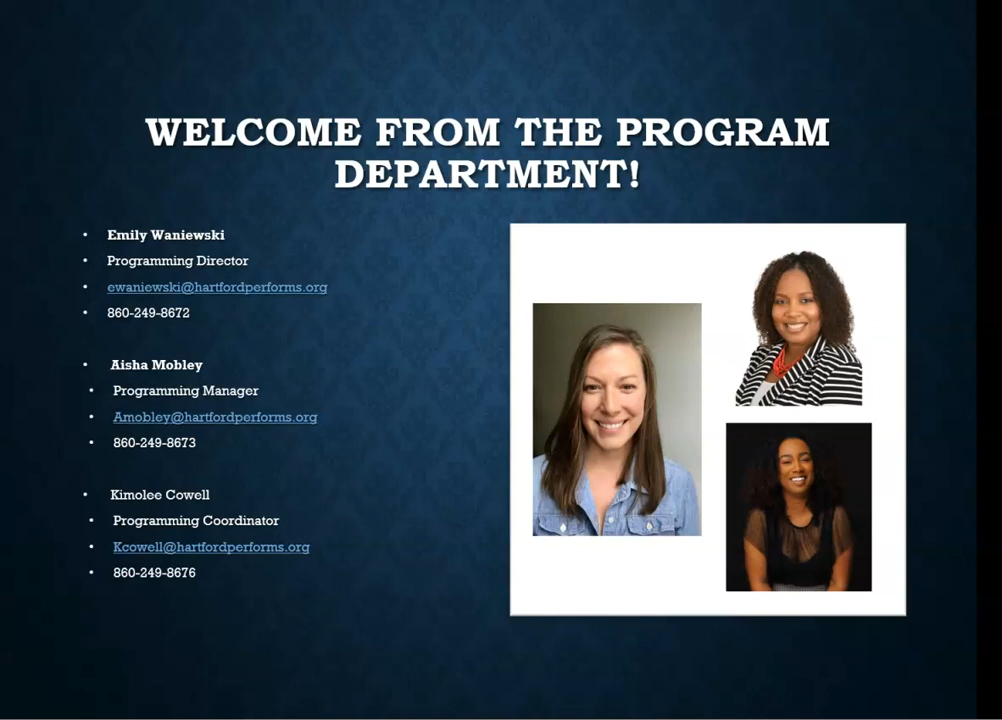 WELCOME FROM THE PROGRAM
DEPARTMENT!
• Emily Waniewski
• Programming Director
• ewaniewski@hartfordperforms.org
• 860-249-8672
• Aisha Mobley
• Programming Manager
• Amobley@hartfordperforms.org
• 860-249-8673
• Kimolee Cowell
• Programming Coordinator
• Kcowell@hartfordperforms.org
• 860-249-8676